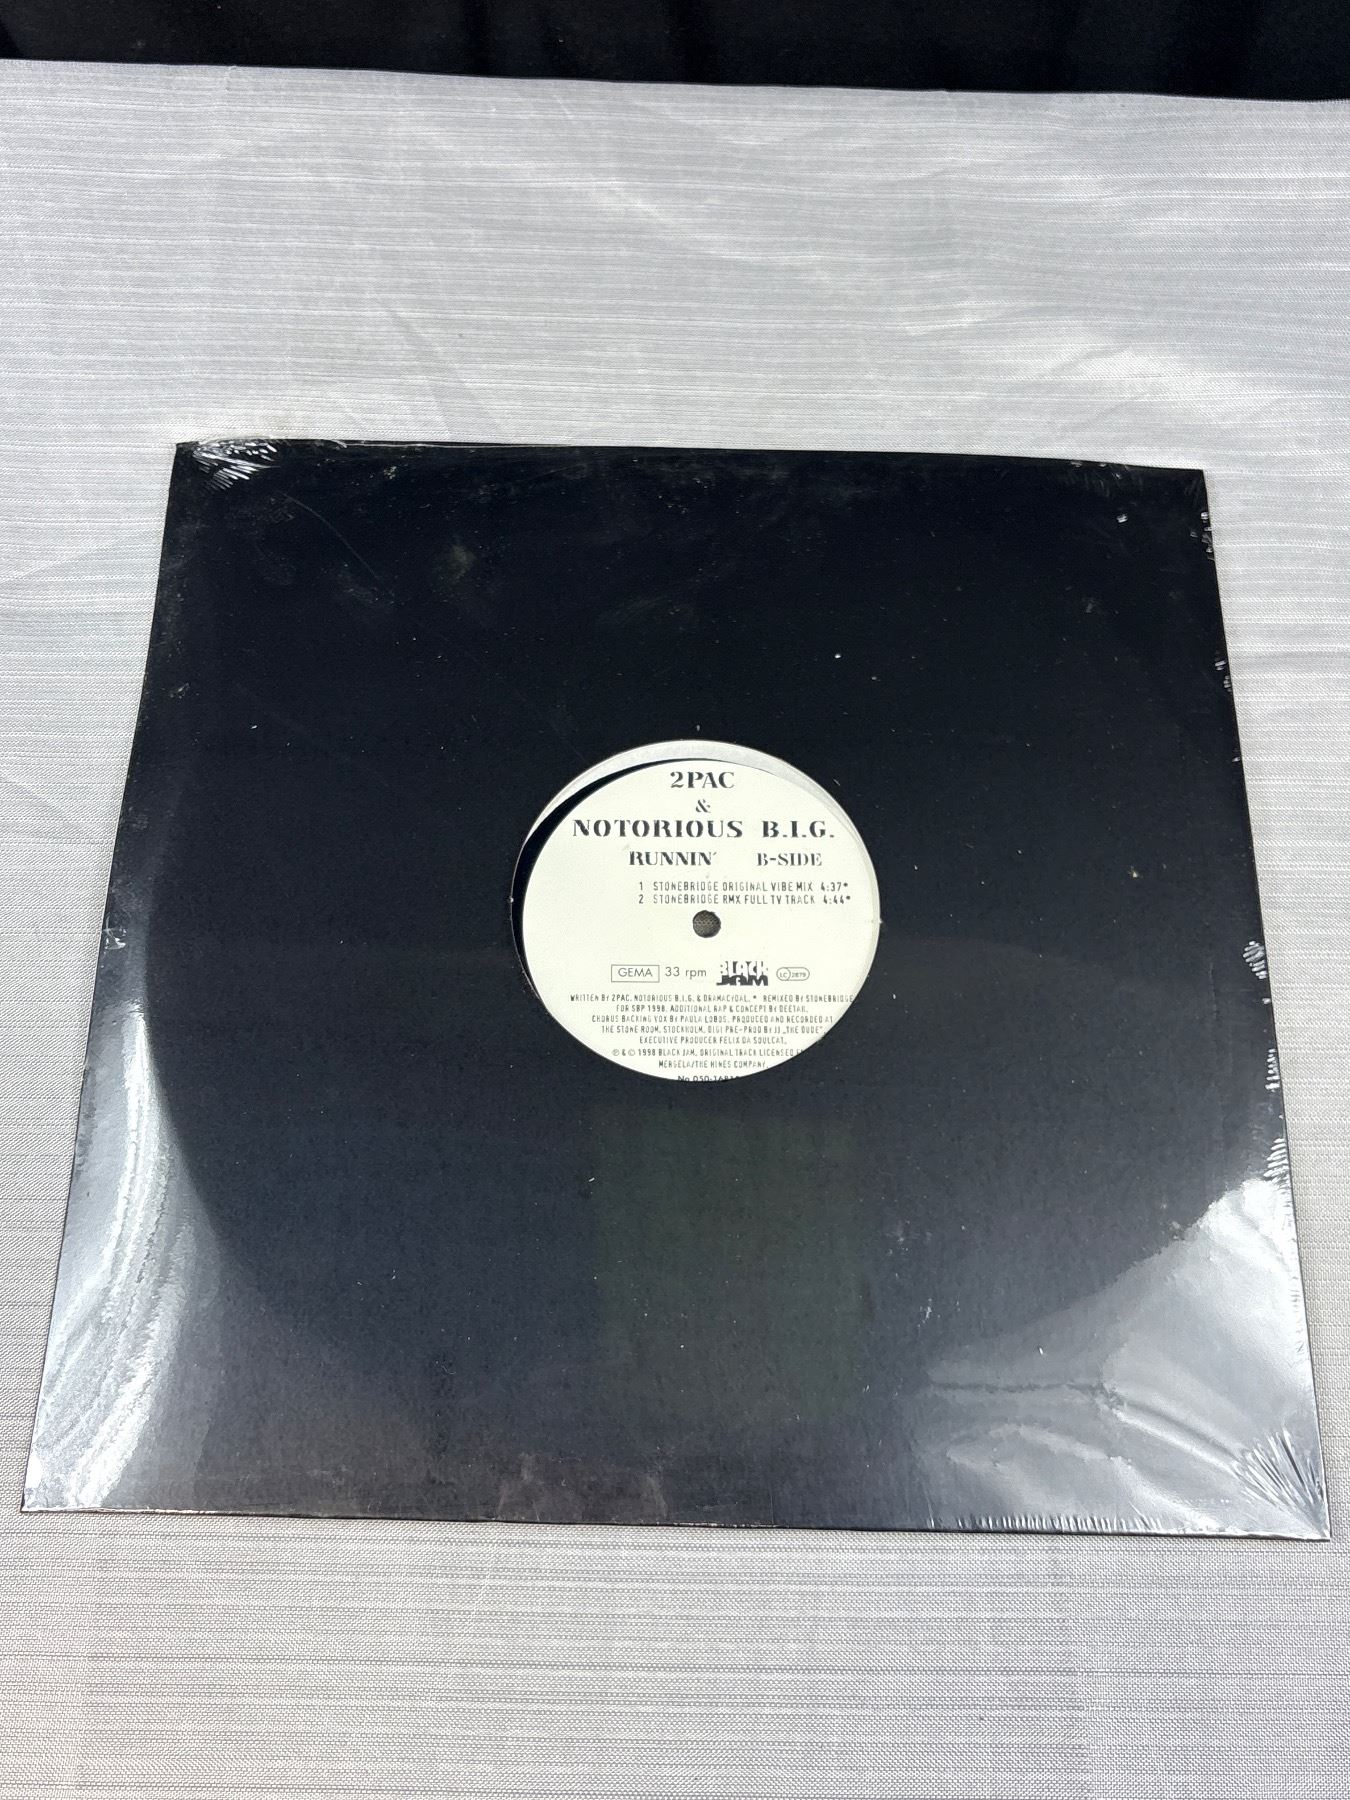 2PAC
&
NOTORIOUS B.I.G.
RUNNIN´ B-SIDE
1 STONEBRIDGE ORIGINAL VIBE MIX 4:37*
2 STONEBRIDGE RMX FULL TV TRACK 4:44*
GEMA 33 rpm BLACK JAM LC 2879
WRITTEN BY 2PAC, NOTORIOUS B.I.G. & DRAMACYDAL. * REMIXED BY STONEBRIDGE
FOR SBP 1998. ADDITIONAL RAP & CONCEPT BY DEETAH.
CHORUS BACKING VOX BY PAULA LOBOS. PRODUCED AND RECORDED AT
THE STONE ROOM, STOCKHOLM. DIGI PRE-PROD BY JJ „THE DUDE".
EXECUTIVE PRODUCER FELIX DA SOULCAT.
℗ & © 1998 BLACK JAM. ORIGINAL TRACK LICENSED
MERGELA/THE HINES COMPANY.
No